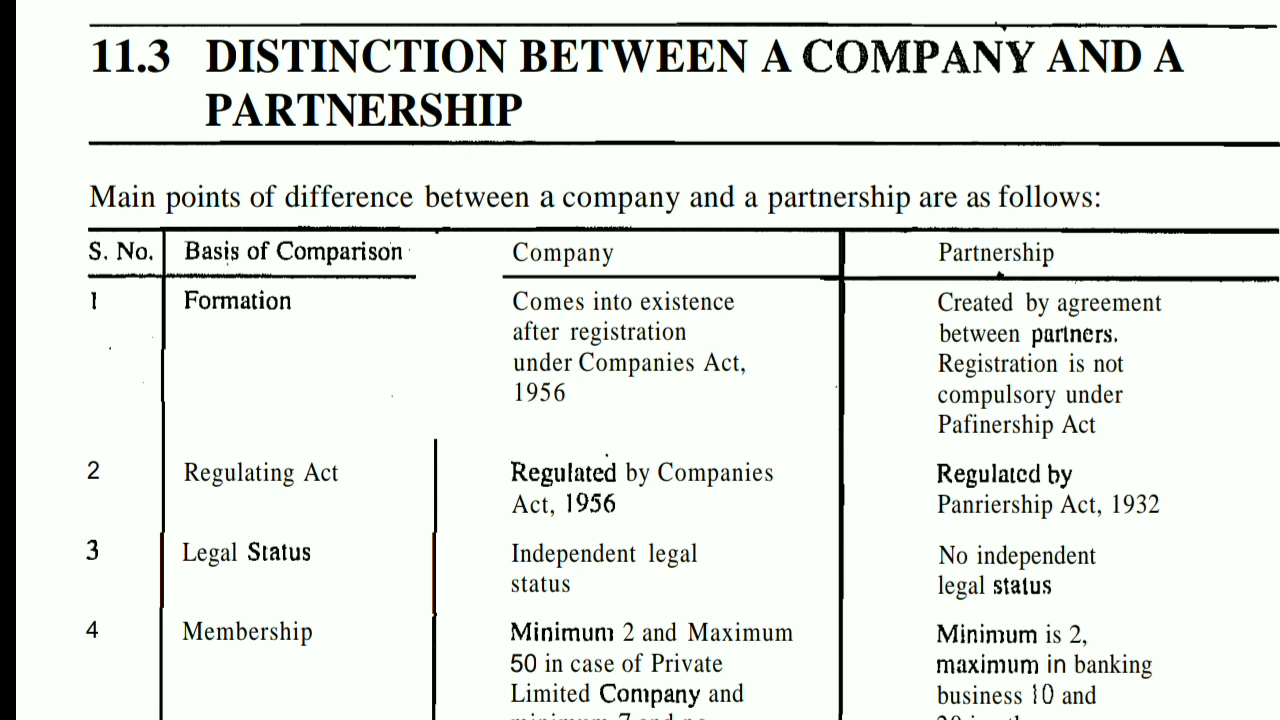 11.3 DISTINCTION BETWEEN A COMPANY AND A
PARTNERSHIP
Main points of difference between a company and a partnership are as follows:
S. No. Basis of Comparison Company Partnership
1 Formation Comes into existence Created by agreement
after registration between partners.
under Companies Act, Registration is not
1956 compulsory under
Pafinership Act
2 Regulating Act Regulated by Companies Regulated by
Act, 1956 Panriership Act, 1932
3 Legal Status Independent legal No independent
status legal status
4 Membership Minimum 2 and Maximum Minimum is 2,
50 in case of Private maximum in banking
Limited Company and business 10 and